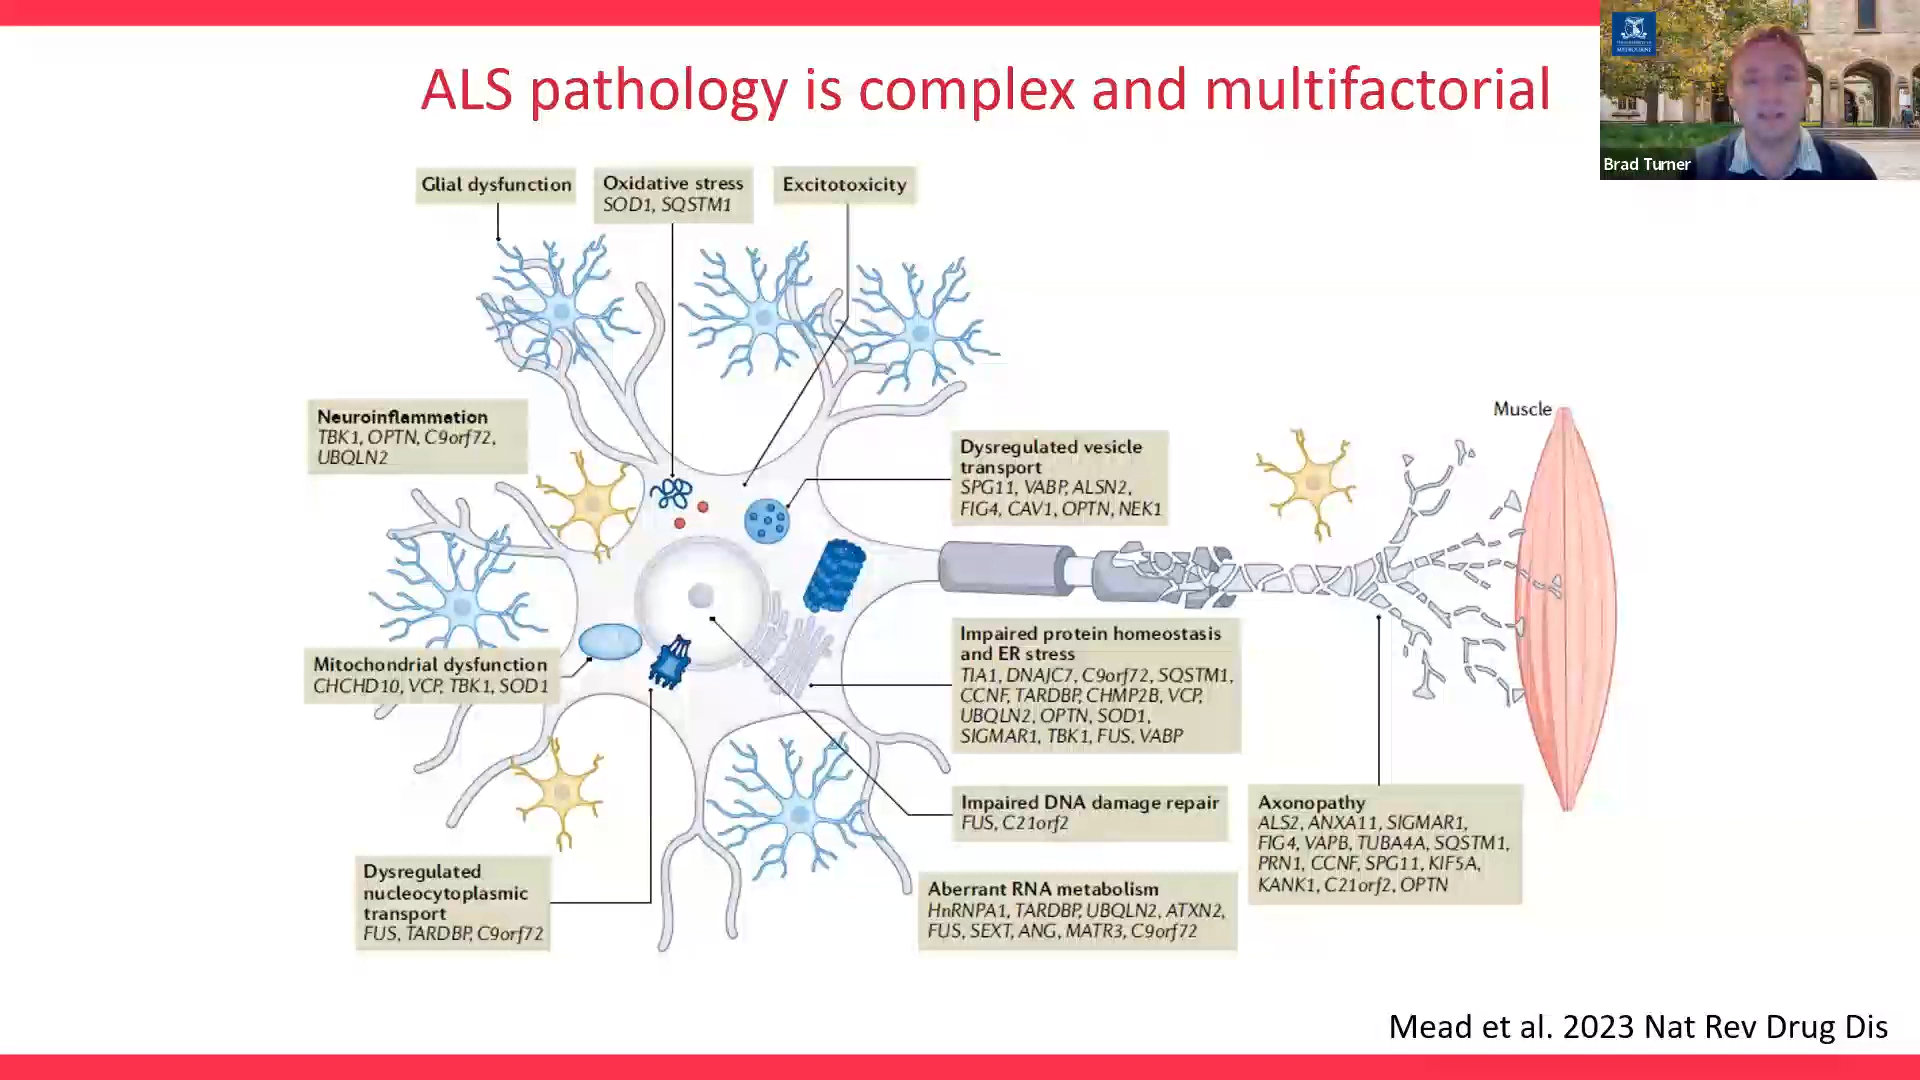 ALS pathology is complex and multifactorial
Brad Turner
Glial dysfunction
Oxidative stress
SOD1, SQSTM1
Excitotoxicity
Neuroinflammation
TBK1, OPTN, C9orf72,
UBQLN2
Dysregulated vesicle
transport
SPG11, VABP, ALSN2,
FIG4, CAV1, OPTN, NEK1
Muscle
Mitochondrial dysfunction
CHCHD10, VCP, TBK1, SOD1
Impaired protein homeostasis
and ER stress
TIA1, DNAJC7, C9orf72, SQSTM1,
CCNF, TARDBP, CHMP2B, VCP,
UBQLN2, OPTN, SOD1,
SIGMAR1, TBK1, FUS, VABP
Impaired DNA damage repair
FUS, C21orf2
Axonopathy
ALS2, ANXA11, SIGMAR1,
FIG4, VAPB, TUBA4A, SQSTM1,
PRN1, CCNF, SPG11, KIF5A,
KANK1, C21orf2, OPTN
Dysregulated
nucleocytoplasmic
transport
FUS, TARDBP, C9orf72
Aberrant RNA metabolism
HnRNPA1, TARDBP, UBQLN2, ATXN2,
FUS, SEXT, ANG, MATR3, C9orf72
Mead et al. 2023 Nat Rev Drug Dis